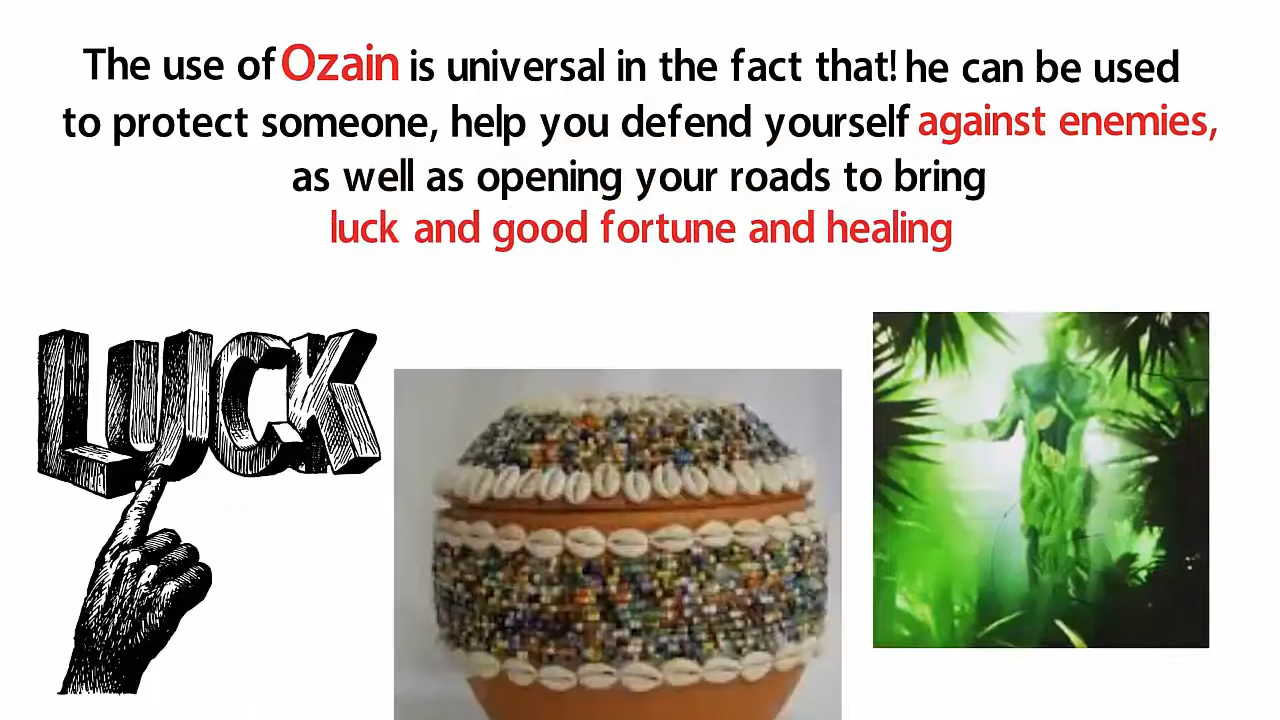 The use of Ozain is universal in the fact that! he can be used
to protect someone, help you defend yourself against enemies,
as well as opening your roads to bring
luck and good fortune and healing
LUCK